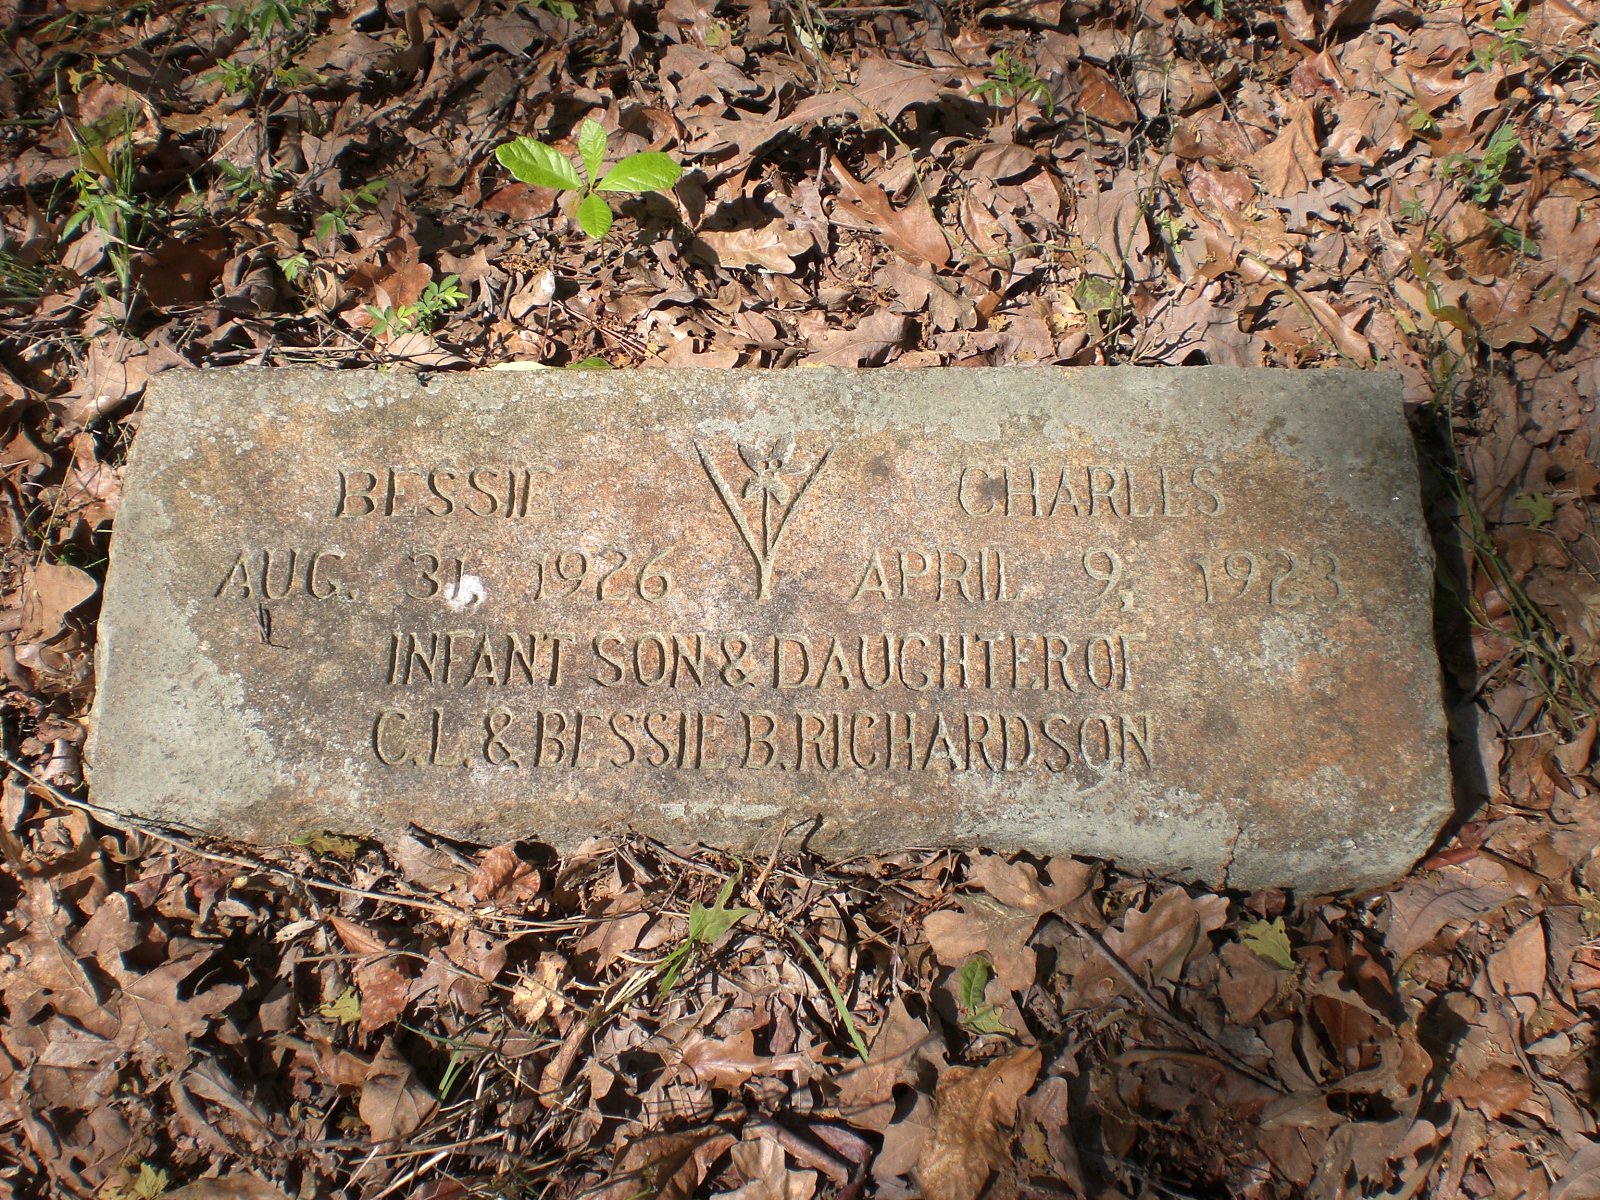 BESSIE CHARLES
AUG. 31, 1926 APRIL 9, 1923
INFANT SON & DAUGHTER OF
C.L. & BESSIE B. RICHARDSON